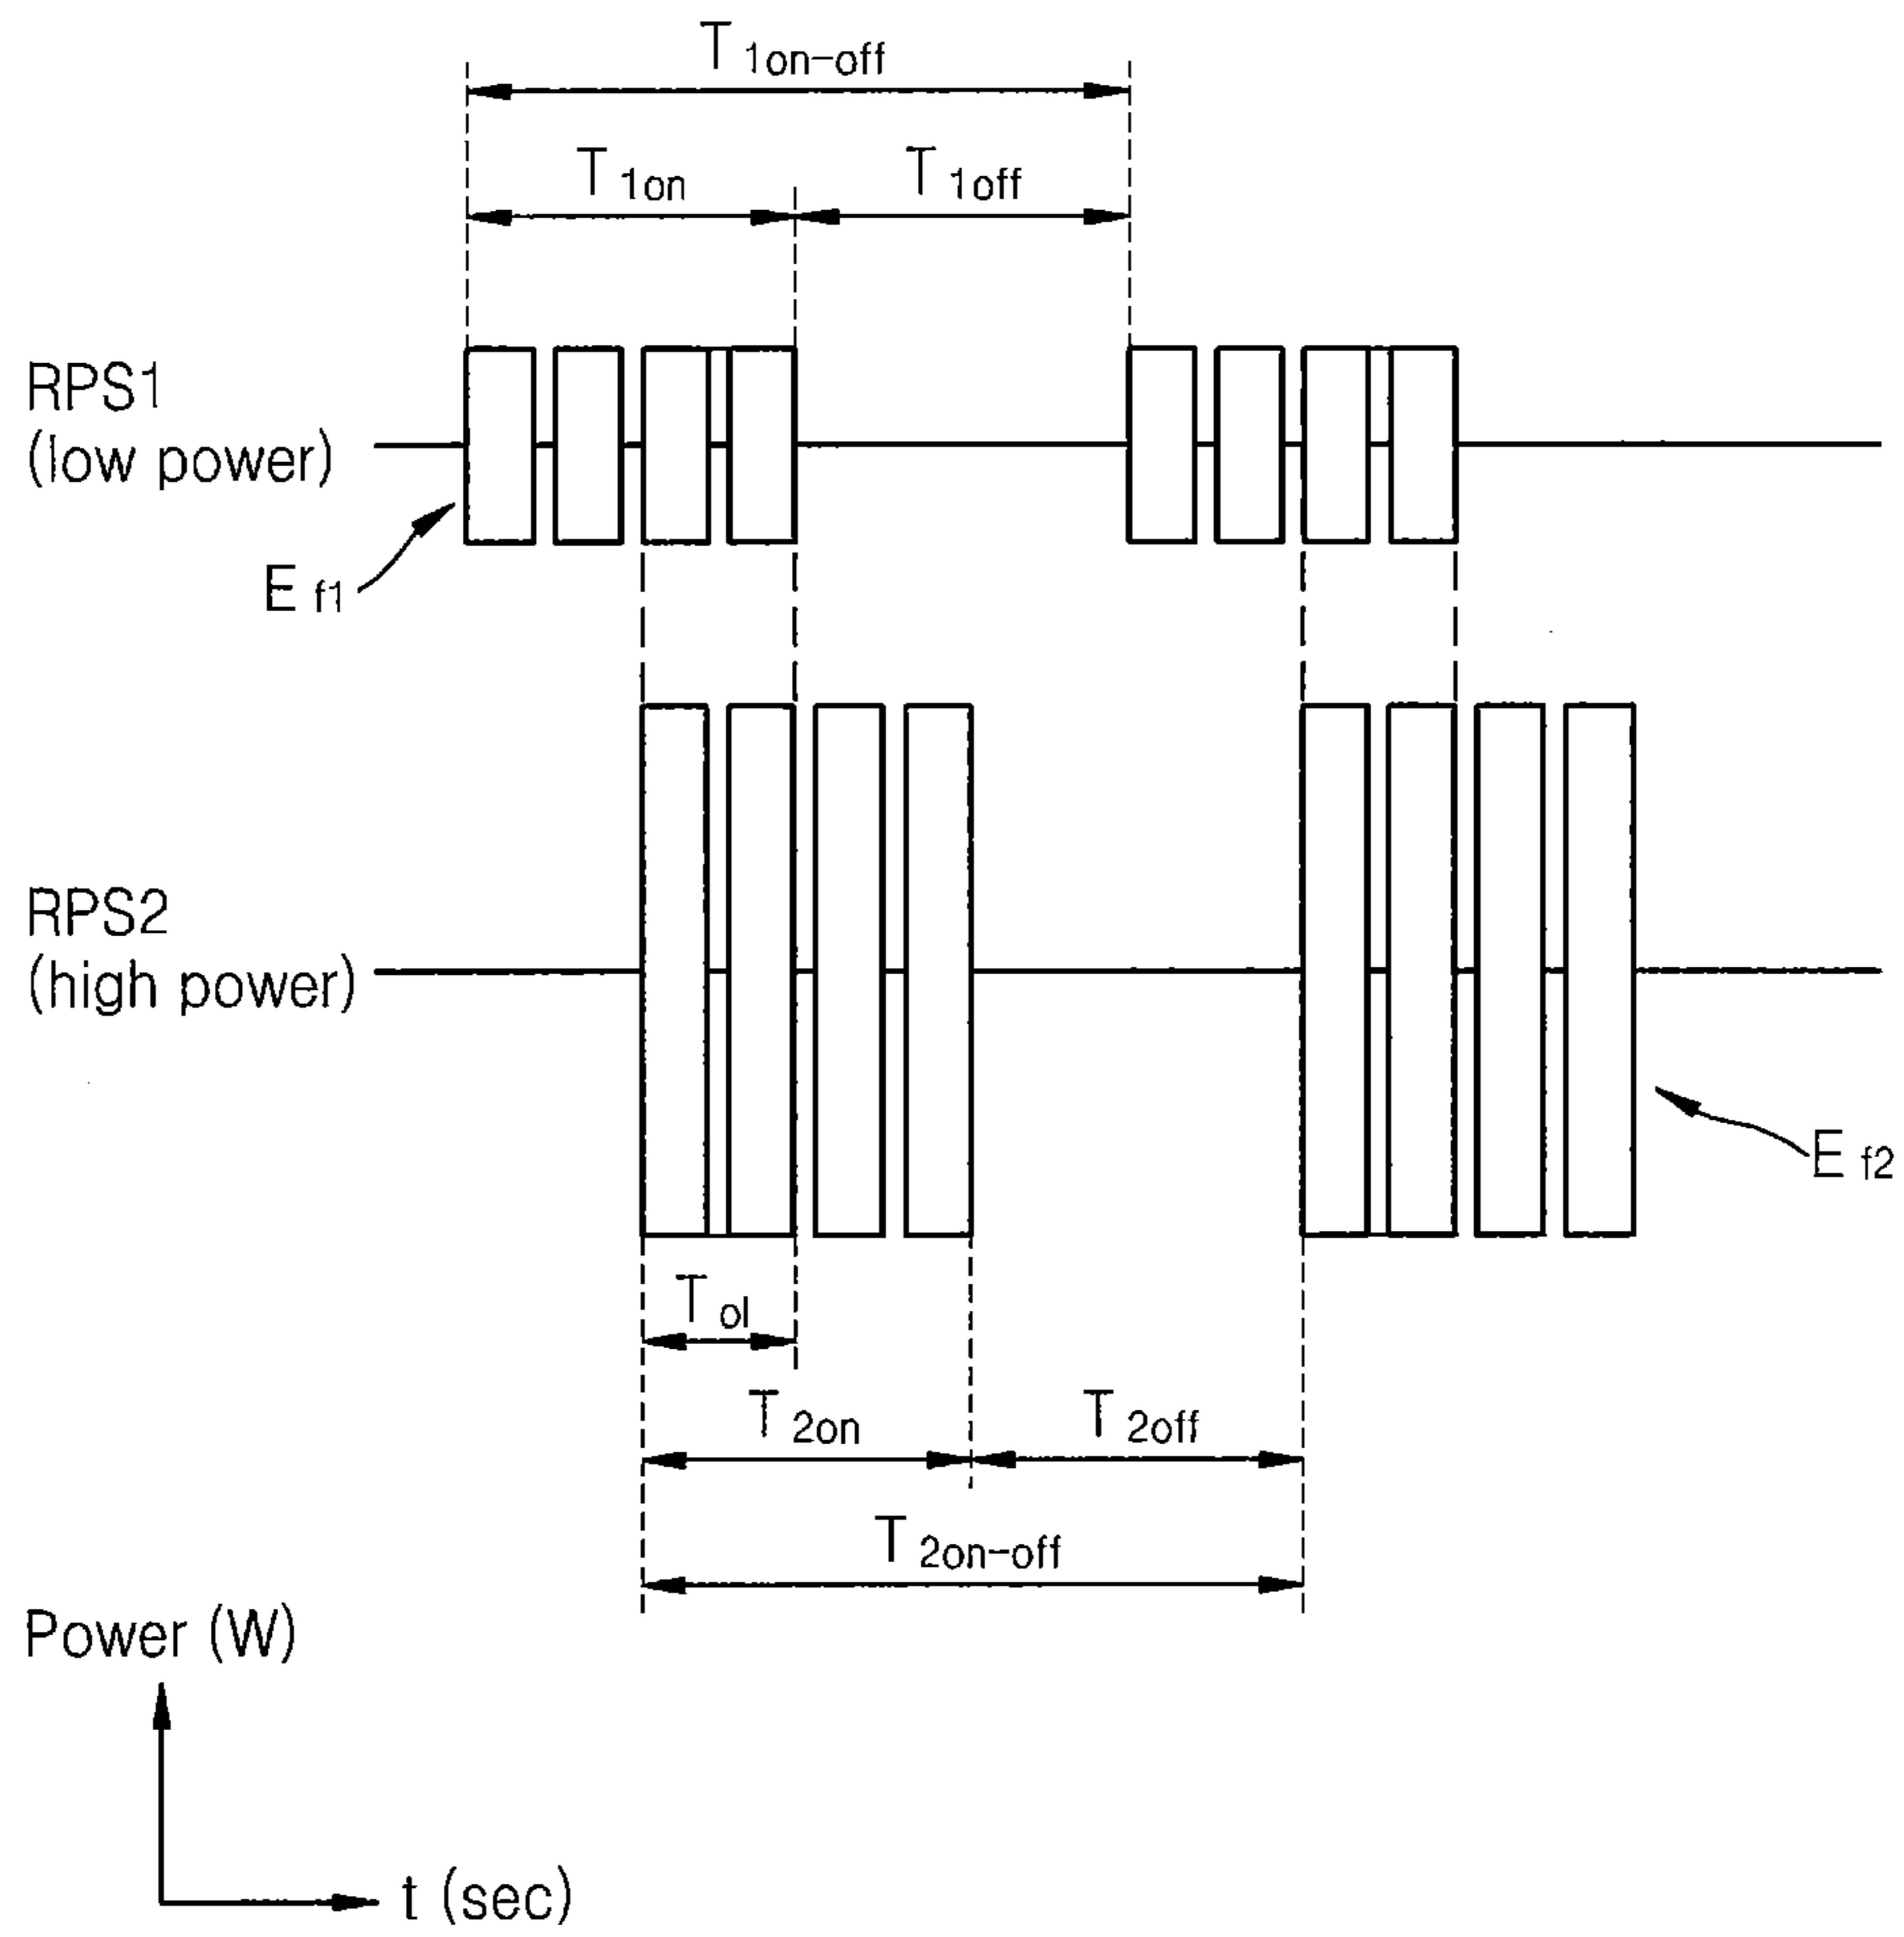 T 1on-off
T 1on
T 1off
RPS1
(low power)
E f1
RPS2
(high power)
E f2
T ol
T 2on
T 2off
T 2on-off
Power (W)
t (sec)